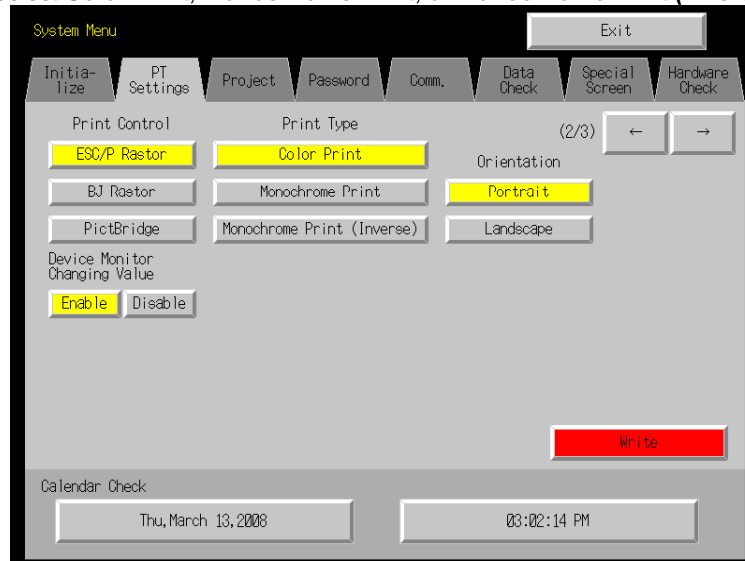 System Menu
Exit
Initia-
lize
PT
Settings
Project
Password
Comm.
Data
Check
Special
Screen
Hardware
Check
Print Control
Print Type
(2/3)
←
→
ESC/P Rastor
Color Print
Orientation
BJ Rastor
Monochrome Print
Portrait
PictBridge
Monochrome Print (Inverse)
Landscape
Device Monitor
Changing Value
Enable
Disable
Write
Calendar Check
Thu,March 13,2008
03:02:14 PM